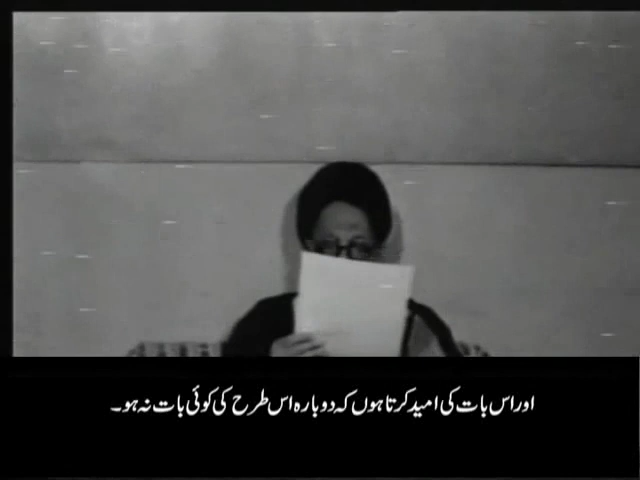 اور اس بات کی امید کرتا ہوں کہ دوبارہ اس طرح کی کوئی بات نہ ہو۔